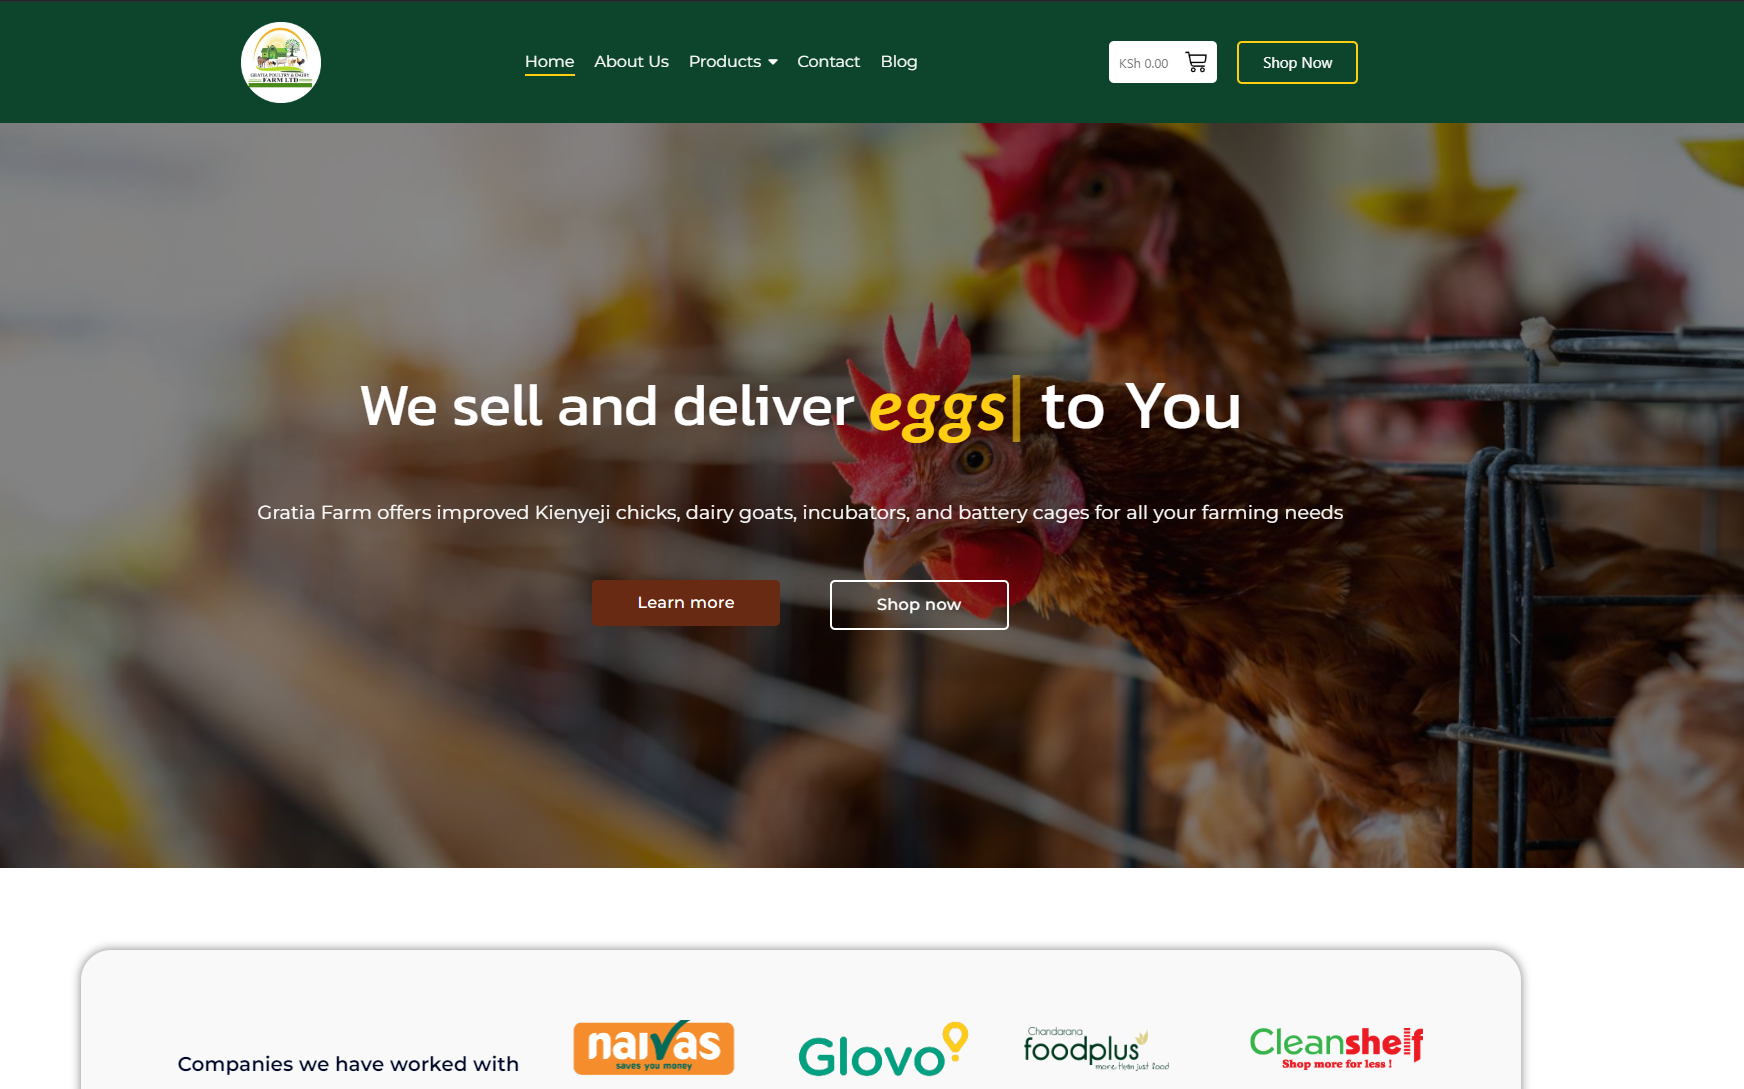 GRATIA POULTRY & DAIRY
FARM LTD
Home
About Us
Products
Contact
Blog
KSh 0.00
Shop Now
We sell and deliver eggs| to You
Gratia Farm offers improved Kienyeji chicks, dairy goats, incubators, and battery cages for all your farming needs
Learn more
Shop now
Companies we have worked with
naivas
saves you money
Glovo
Chandarana
foodplus
more than just food
Cleanshelf
Shop more for less !